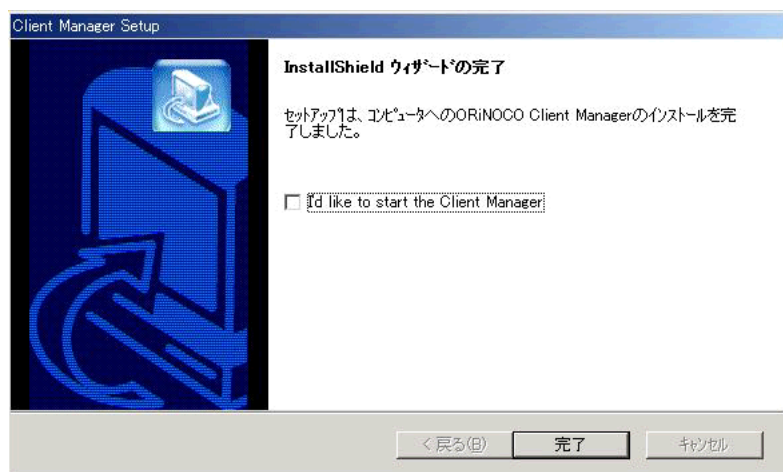 Client Manager Setup
InstallShield ウィザードの完了
セットアップは、コンピュータへのORiNOCO Client Managerのインストールを完
了しました。
I'd like to start the Client Manager
< 戻る(B)
完了
キャンセル